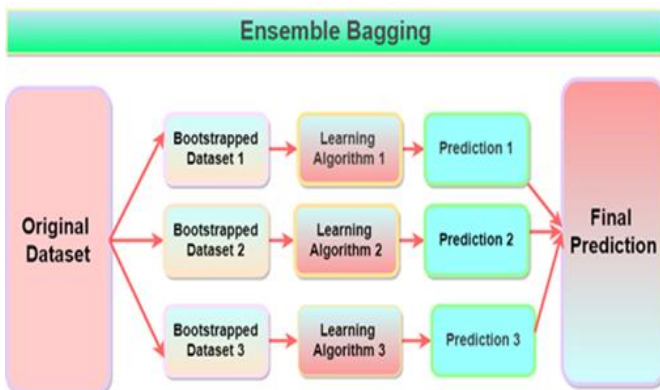 Ensemble Bagging
Original
Dataset
Bootstrapped
Dataset 1
Learning
Algorithm 1
Prediction 1
Bootstrapped
Dataset 2
Learning
Algorithm 2
Prediction 2
Bootstrapped
Dataset 3
Learning
Algorithm 3
Prediction 3
Final
Prediction